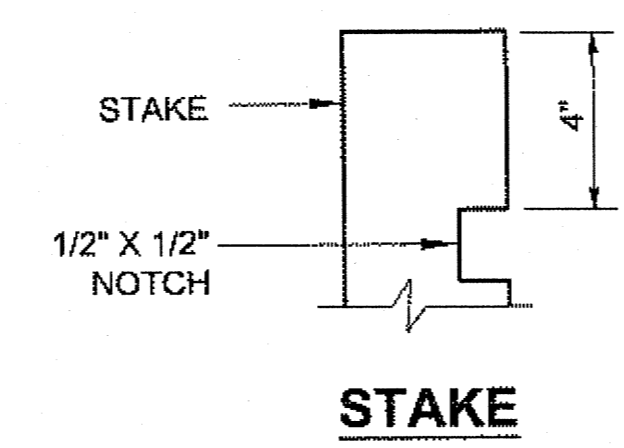 STAKE
4"
1/2" X 1/2"
NOTCH
STAKE